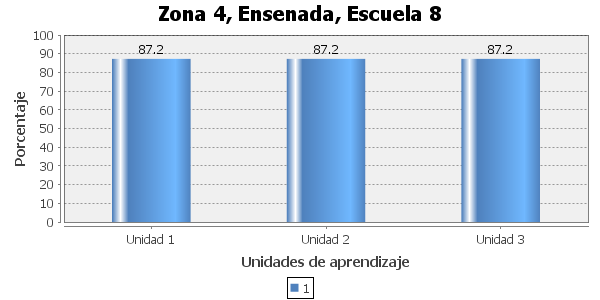 Zona 4, Ensenada, Escuela 8
Porcentaje
100
90
80
70
60
50
40
30
20
10
0
87.2 87.2 87.2
Unidad 1 Unidad 2 Unidad 3
Unidades de aprendizaje
1